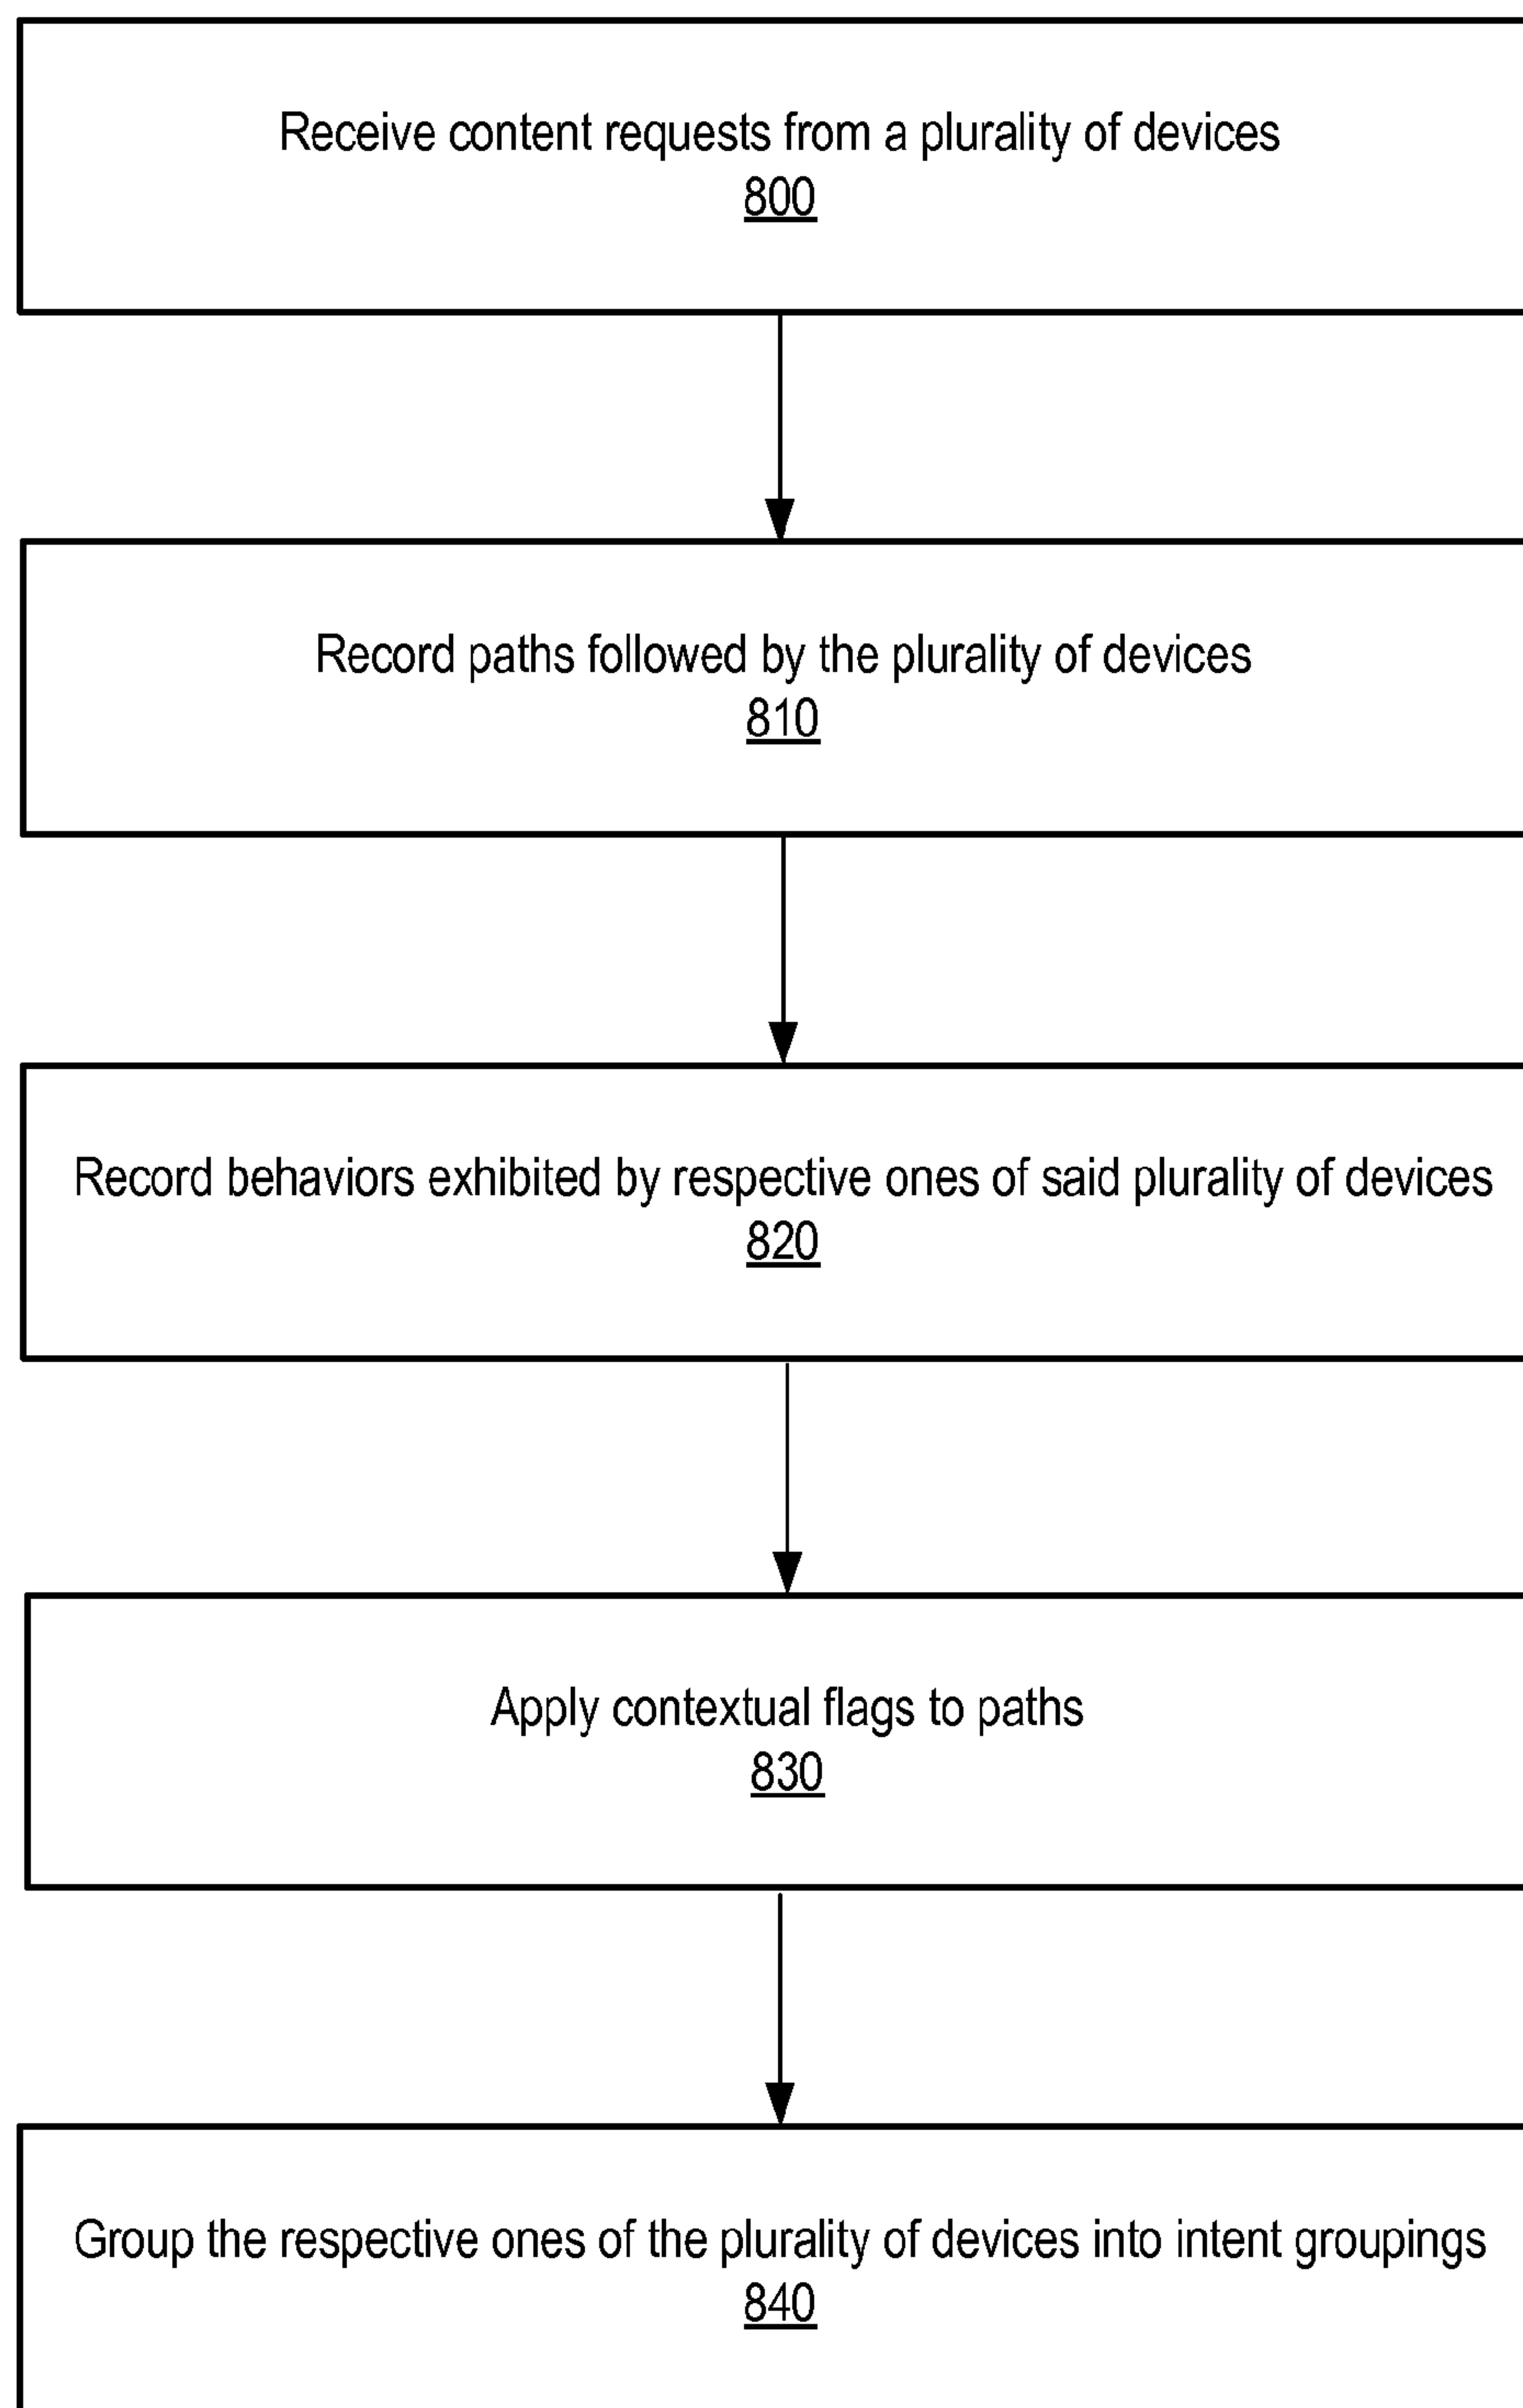 Receive content requests from a plurality of devices
800
Record paths followed by the plurality of devices
810
Record behaviors exhibited by respective ones of said plurality of devices
820
Apply contextual flags to paths
830
Group the respective ones of the plurality of devices into intent groupings
840